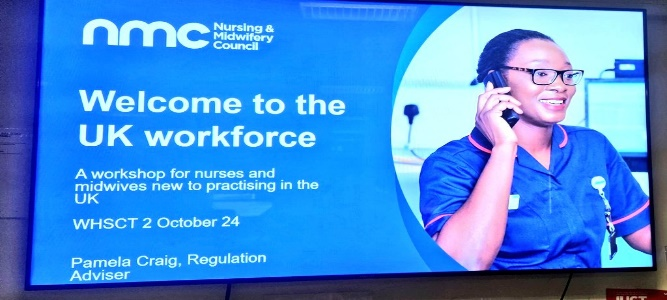 nmc
Nursing &
Midwifery
Council
Welcome to the
UK workforce
A workshop for nurses and
midwives new to practising in the
UK
WHSCT 2 October 24
Pamela Craig, Regulation
Adviser